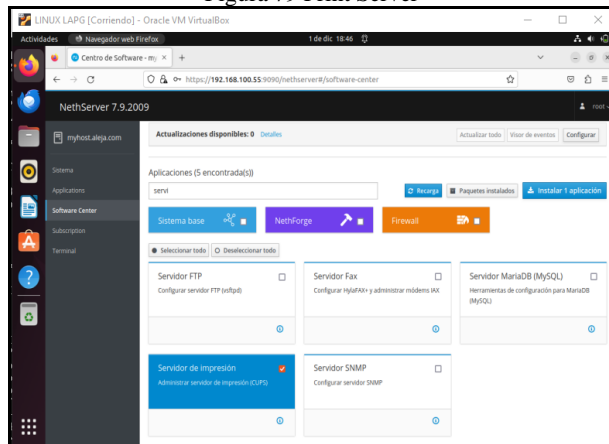 Figura 79 Print Server
LINUX LAPG [Corriendo] - Oracle VM VirtualBox
Actividades Navegador web Firefox 1 de dic 18:46
Centro de Software - my
https://192.168.100.55:9090/nethserver#/software-center
NethServer 7.9.2009 root
myhost.aleja.com
Actualizaciones disponibles: 0 Detalles Actualizar todo Visor de eventos Configurar
Sistema
Applications
Software Center
Subscription
Terminal
Aplicaciones (5 encontrada(s))
servi Recarga Paquetes instalados Instalar 1 aplicación
Sistema base NethForge Firewall
Seleccionar todo Deseleccionar todo
Servidor FTP
Configurar servidor FTP (vsftpd)
Servidor Fax
Configurar HylaFAX+ y administrar módems IAX
Servidor MariaDB (MySQL)
Herramientas de configuración para MariaDB
(MySQL)
Servidor de impresión
Administrar servidor de impresión (CUPS)
Servidor SNMP
Configurar servidor SNMP